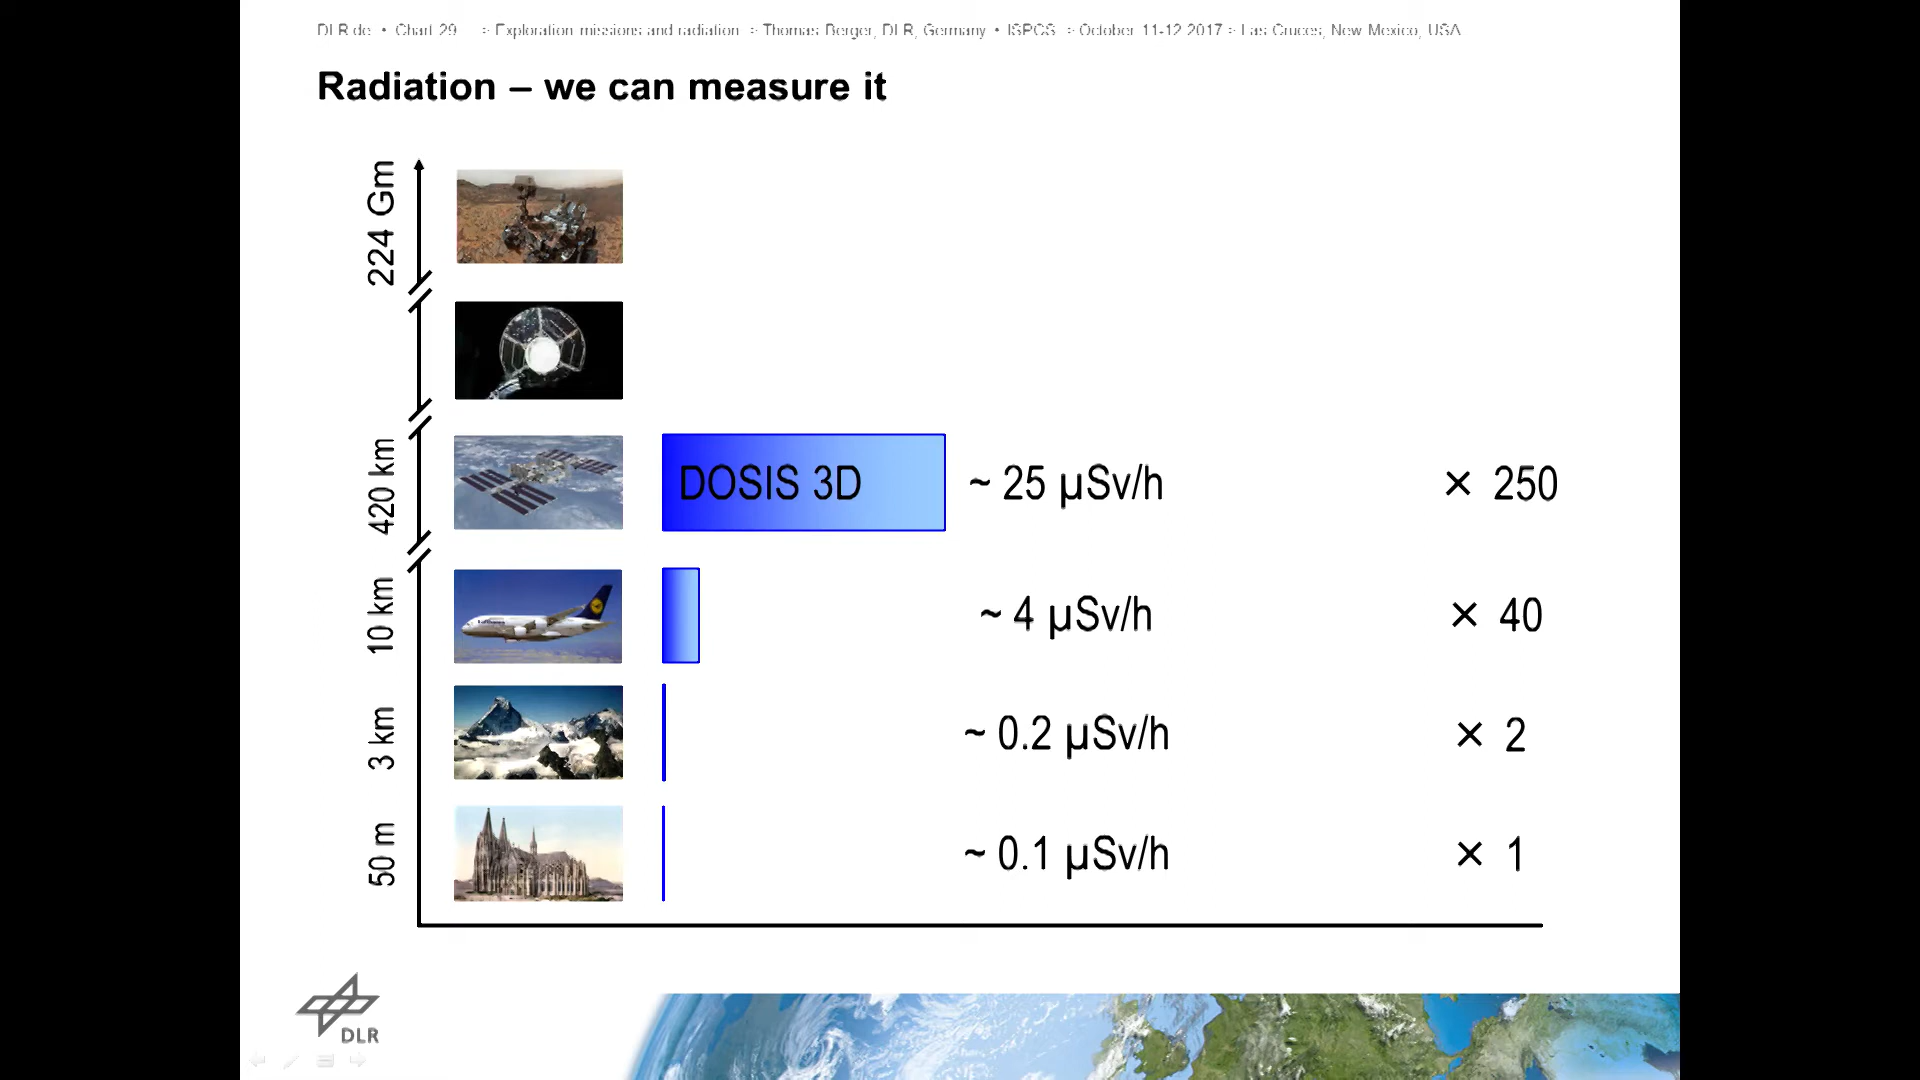 DLR.de • Chart 29 > Exploration missions and radiation > Thomas Berger, DLR, Germany • ISPCS > October 11-12 2017 > Las Cruces, New Mexico, USA
Radiation – we can measure it
224 Gm
420 km
DOSIS 3D ~ 25 µSv/h × 250
10 km
~ 4 µSv/h × 40
3 km
~ 0.2 µSv/h × 2
50 m
~ 0.1 µSv/h × 1
DLR